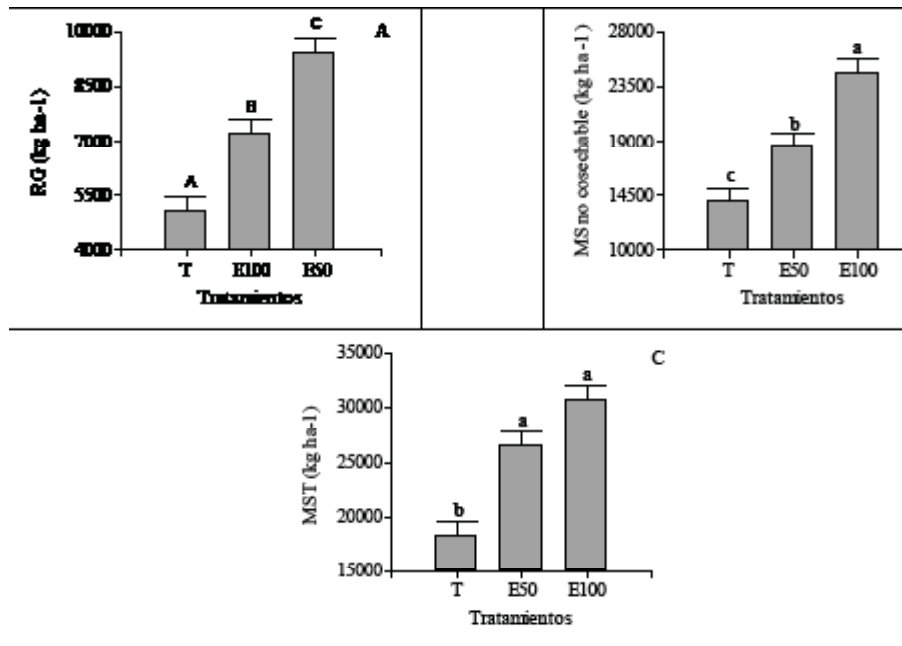 A
RG (kg ha-1)
10000
8500
7000
5500
4000
A
B
C
T
E100
E50
Tratamientos
MS no cosechable (kg ha -1)
28000
23500
19000
14500
10000
c
b
a
T
E50
E100
Tratamientos
C
MST (kg ha-1)
35000
30000
25000
20000
15000
b
a
a
T
E50
E100
Tratamientos